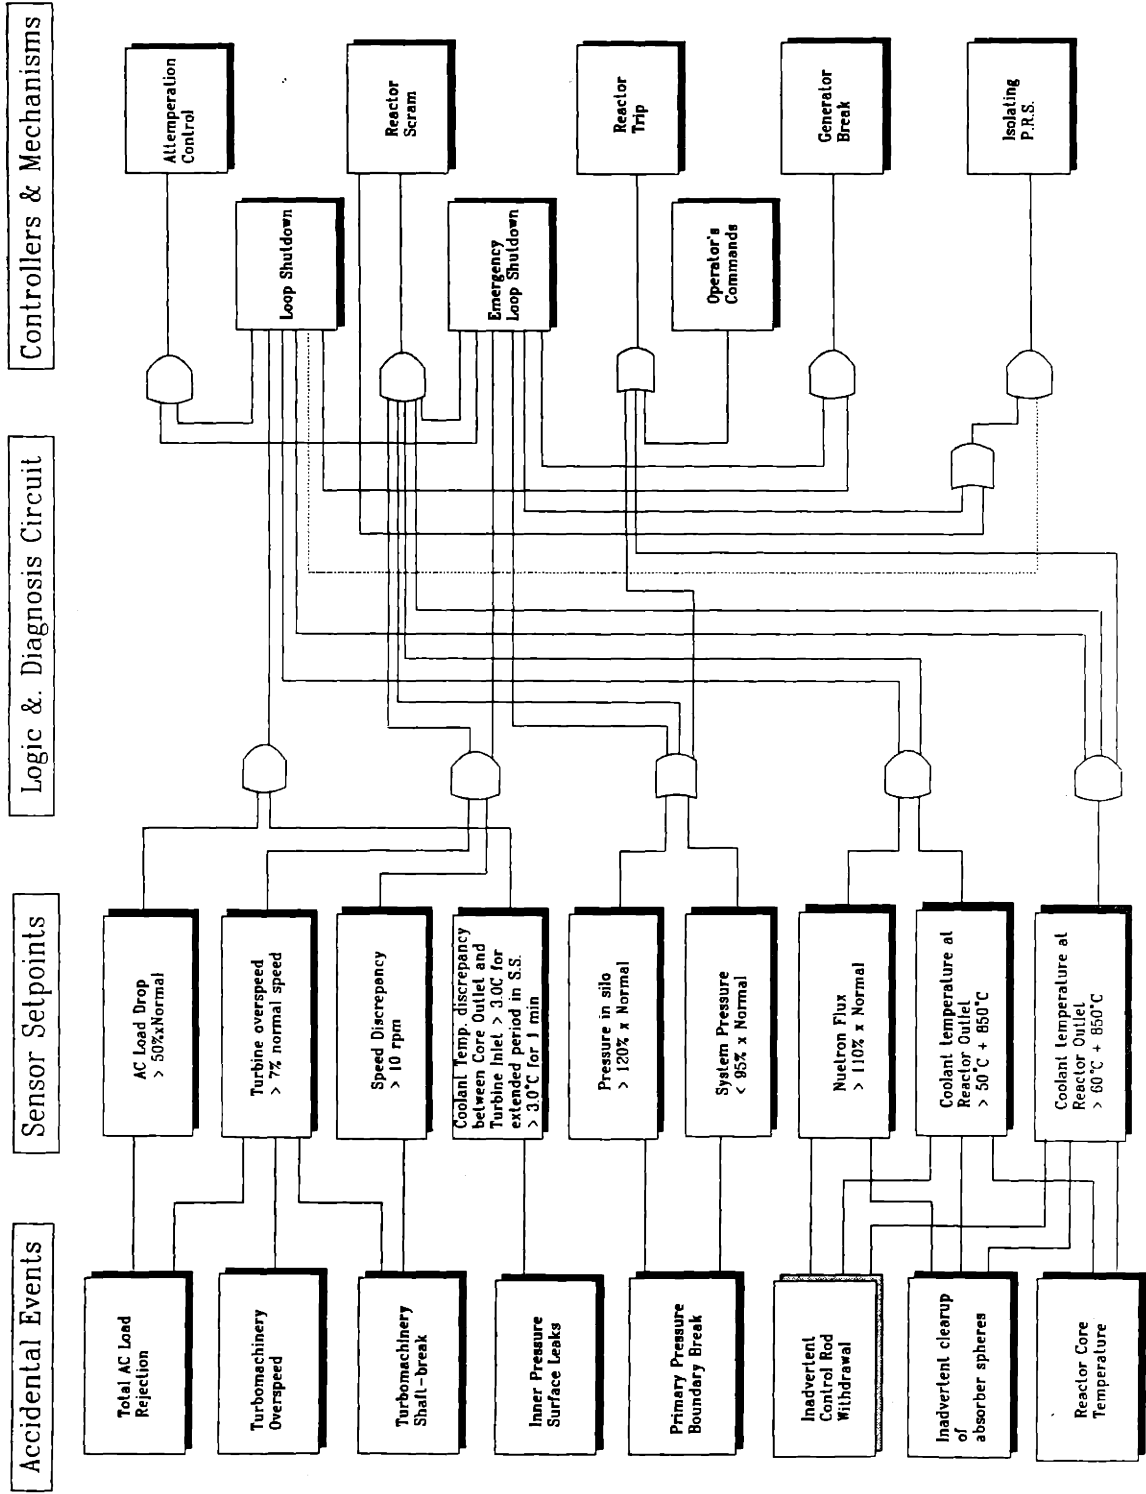 Accidental Events
Sensor Setpoints
Logic &. Diagnosis Circuit
Controllers & Mechanisms
Total AC Load
Rejection
Turbomachinery
Overspeed
Turbomachinery
Shaft-break
Inner Pressure
Surface Leaks
Primary Pressure
Boundary Break
Inadvertent
Control Rod
Withdrawal
Inadvertent clearup
of
absorber spheres
Reactor Core
Temperature
AC Load Drop
> 50%xNormal
Turbine overspeed
> 7% normal speed
Speed Discrepancy
> 10 rpm
Coolant Temp. discrepancy
between Core Outlet and
Turbine Inlet > 3.0C for
extended period in S.S.
> 3.0°C for 1 min
Pressure in silo
> 120% x Normal
System Pressure
< 95% x Normal
Nuetron Flux
> 110% x Normal
Coolant temperature at
Reactor Outlet
> 50°C + 850°C
Coolant temperature at
Reactor Outlet
> 60°C + 850°C
Attemperation
Control
Loop Shutdown
Reactor
Scram
Emergency
Loop Shutdown
Reactor
Trip
Operator's
Commands
Generator
Break
Isolating
P.R.S.